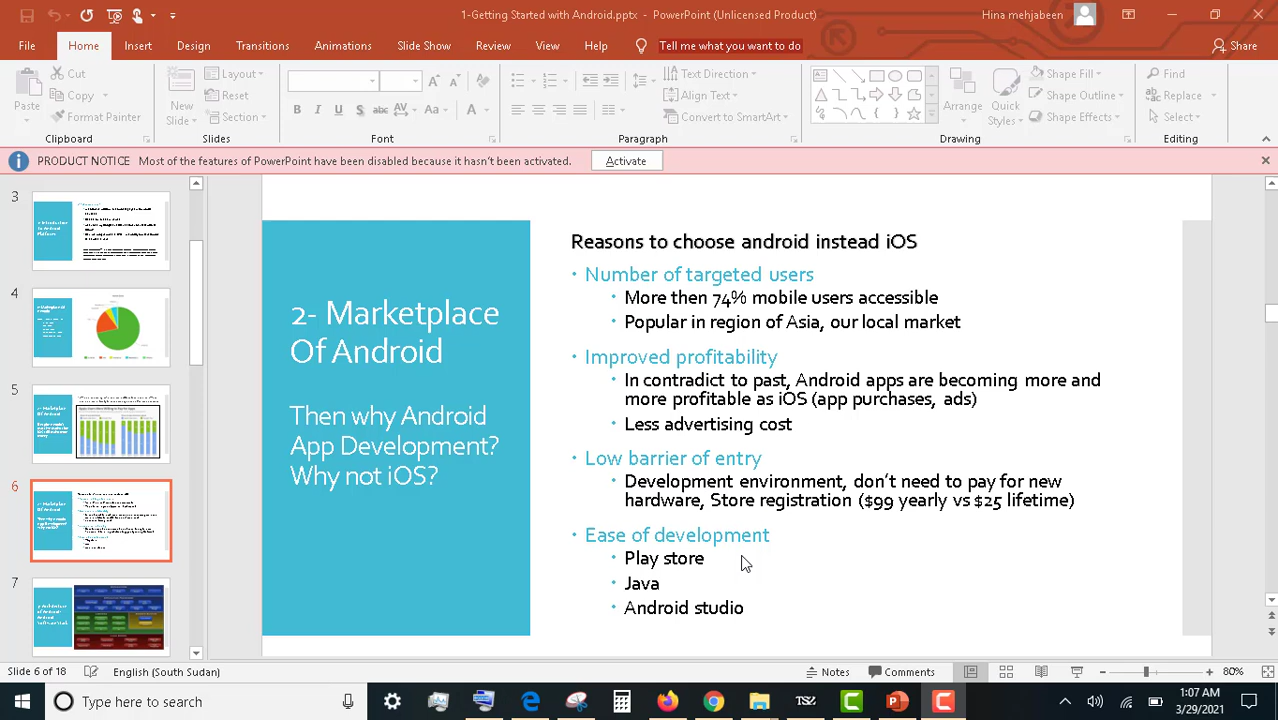 1-Getting Started with Android.pptx - PowerPoint (Unlicensed Product)
Hina mehjabeen
File Home Insert Design Transitions Animations Slide Show Review View Help Tell me what you want to do Share
Paste
Cut
Copy
Format Painter
Clipboard
New Slide
Layout
Reset
Section
Slides
B I U S abc AV Aa A
Font
Paragraph
Text Direction
Align Text
Convert to SmartArt
Arrange
Quick Styles
Shape Fill
Shape Outline
Shape Effects
Drawing
Find
Replace
Select
Editing
PRODUCT NOTICE Most of the features of PowerPoint have been disabled because it hasn't been activated. Activate
3
4
5
6
7
2- Marketplace
Of Android
Then why Android
App Development?
Why not iOS?
Reasons to choose android instead iOS
• Number of targeted users
• More then 74% mobile users accessible
• Popular in region of Asia, our local market
• Improved profitability
• In contradict to past, Android apps are becoming more and
more profitable as iOS (app purchases, ads)
• Less advertising cost
• Low barrier of entry
• Development environment, don't need to pay for new
hardware, Store registration ($99 yearly vs $25 lifetime)
• Ease of development
• Play store
• Java
• Android studio
Slide 6 of 18 English (South Sudan) Notes Comments 80%
Type here to search
1:07 AM
3/29/2021